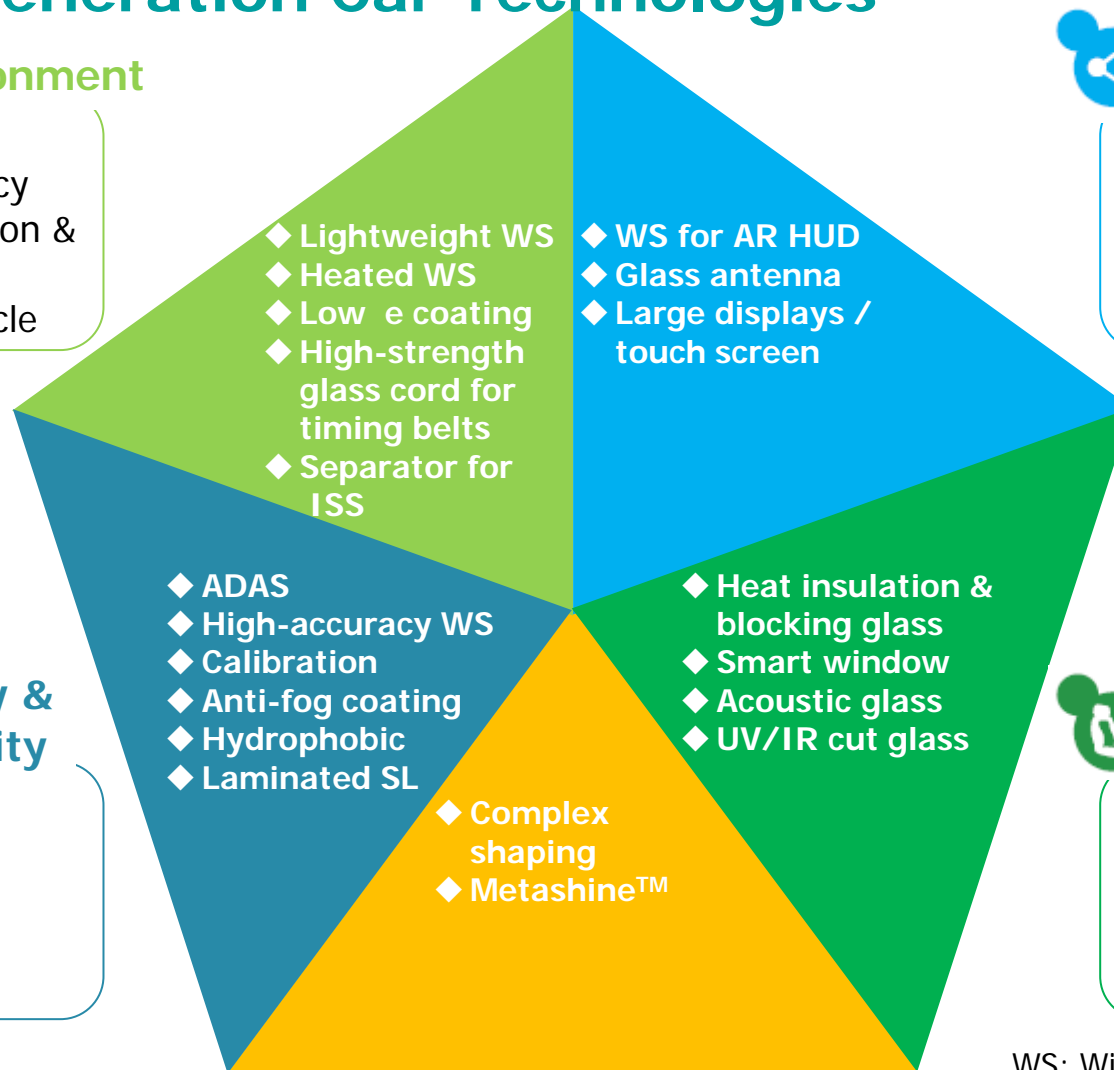 eneration Car Technologies
onment
cy
on &
cle
◆ Lightweight WS
◆ Heated WS
◆ Low e coating
◆ High-strength
glass cord for
timing belts
◆ Separator for
ISS
◆ WS for AR HUD
◆ Glass antenna
◆ Large displays /
touch screen
◆ ADAS
◆ High-accuracy WS
◆ Calibration
◆ Anti-fog coating
◆ Hydrophobic
◆ Laminated SL
◆ Heat insulation &
blocking glass
◆ Smart window
◆ Acoustic glass
◆ UV/IR cut glass
y &
ity
◆ Complex
shaping
◆ Metashine™
WS: Wi